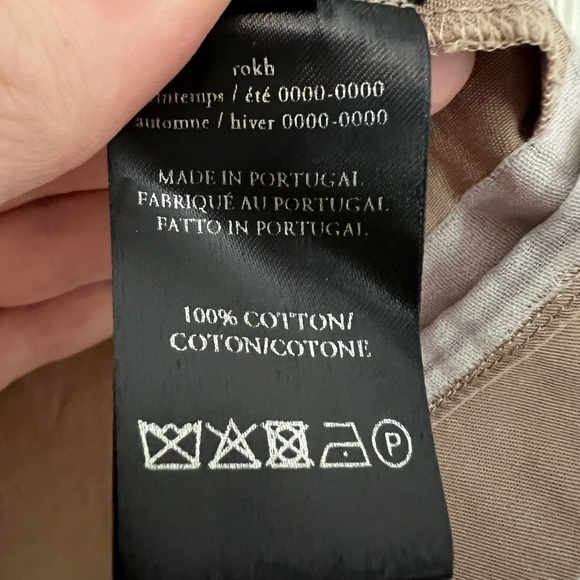 rokh
printemps / été 0000-0000
automne / hiver 0000-0000
MADE IN PORTUGAL
FABRIQUÉ AU PORTUGAL
FATTO IN PORTUGAL
100% COTTON/
COTON/COTONE
P